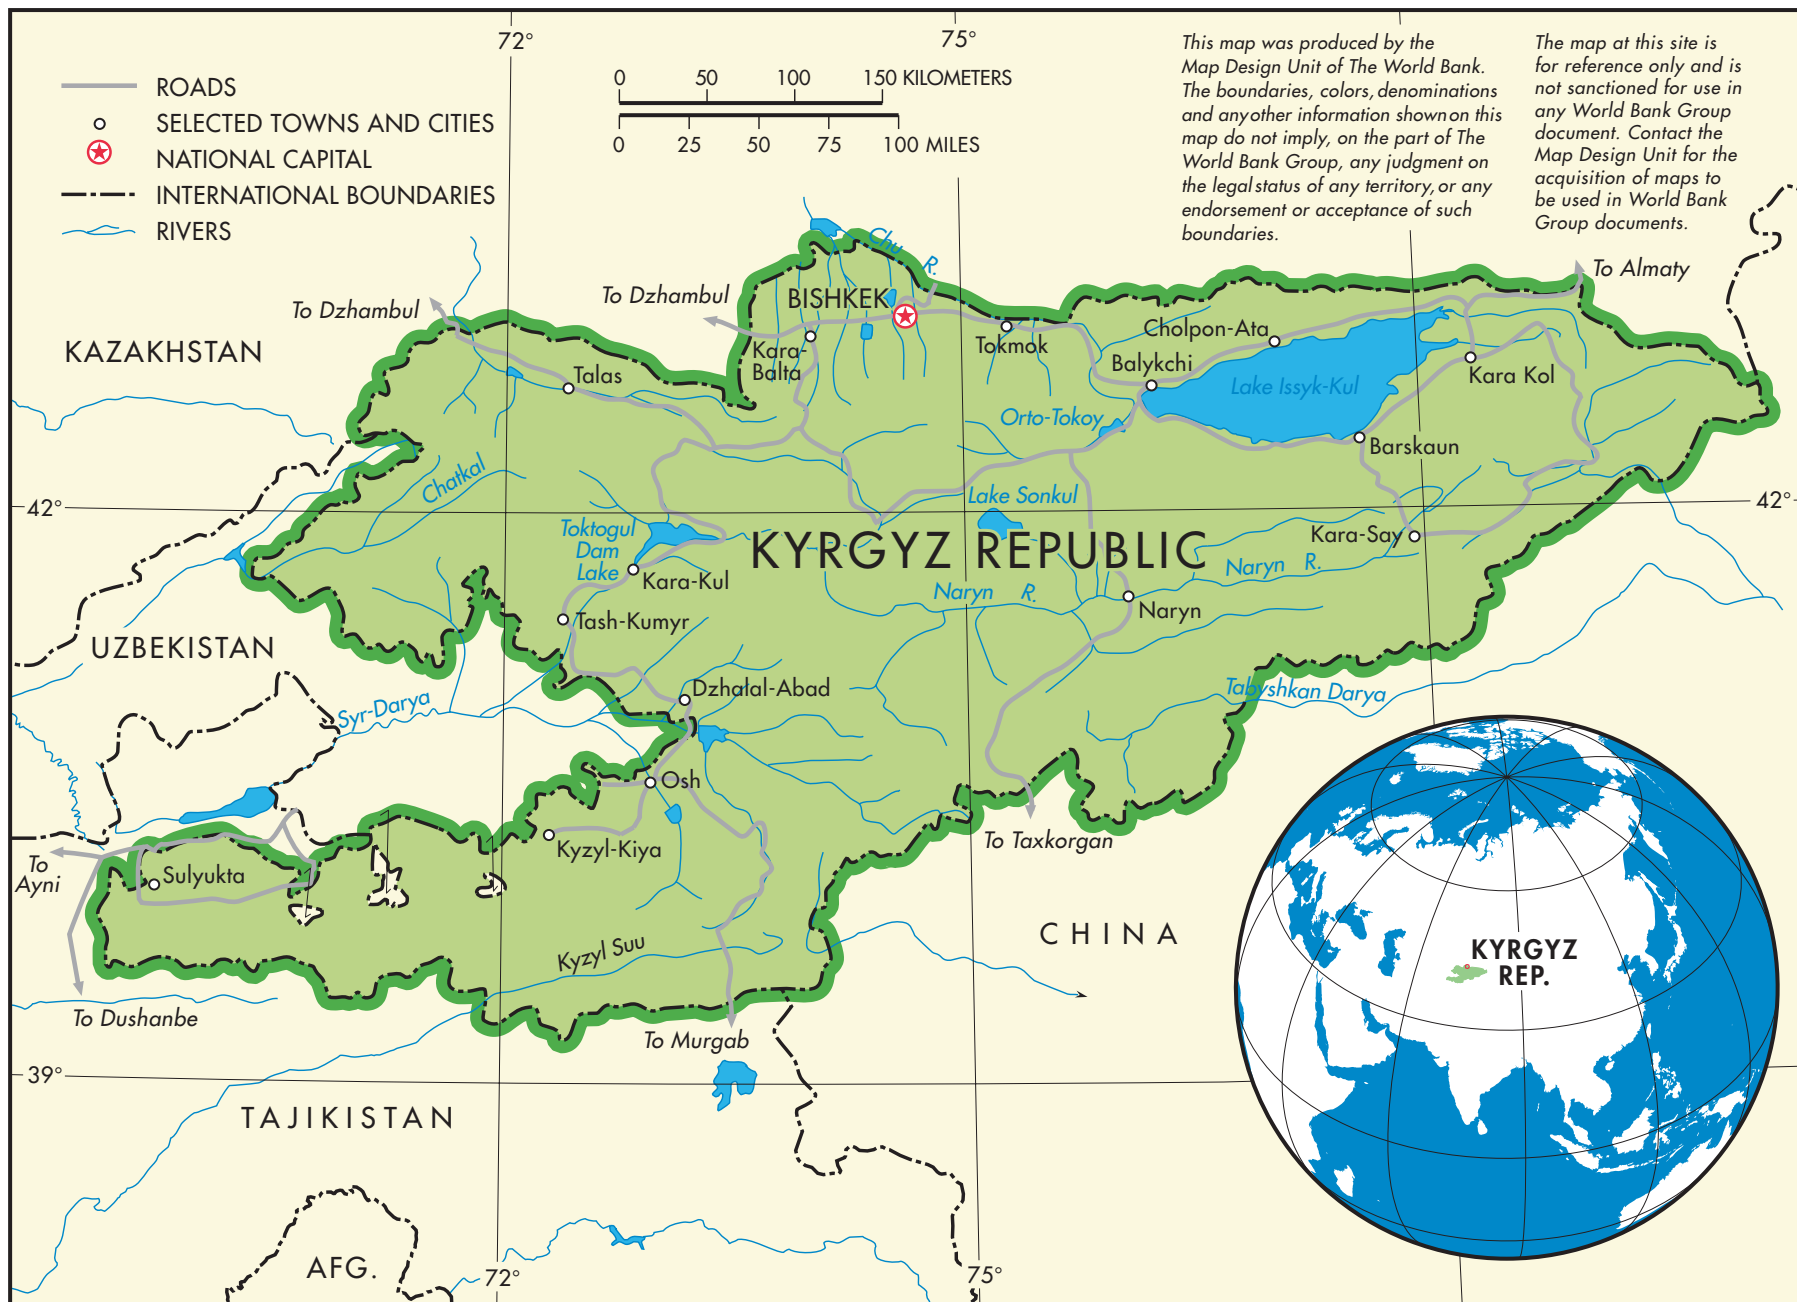 72°
75°
ROADS
SELECTED TOWNS AND CITIES
NATIONAL CAPITAL
INTERNATIONAL BOUNDARIES
RIVERS
0 50 100 150 KILOMETERS
0 25 50 75 100 MILES
This map was produced by the
Map Design Unit of The World Bank.
The boundaries, colors, denominations
and any other information shown on this
map do not imply, on the part of The
World Bank Group, any judgment on
the legal status of any territory, or any
endorsement or acceptance of such
boundaries.
The map at this site is
for reference only and is
not sanctioned for use in
any World Bank Group
document. Contact the
Map Design Unit for the
acquisition of maps to
be used in World Bank
Group documents.
Chu R.
To Almaty
To Dzhambul
To Dzhambul
BISHKEK
KAZAKHSTAN
Kara-
Balta
Tokmok
Cholpon-Ata
Balykchi
Talas
Lake Issyk-Kul
Kara Kol
Orto-Tokoy
Barskaun
Chatkal
Lake Sonkul
42°
42°
Toktogul
Dam
Lake
KYRGYZ REPUBLIC
Kara-Say
Kara-Kul
Naryn R.
Naryn R.
Naryn
Tash-Kumyr
UZBEKISTAN
Dzhalal-Abad
Syr-Darya
Tabyshkan Darya
Osh
To Taxkorgan
Kyzyl-Kiya
To
Ayni
Sulyukta
CHINA
Kyzyl Suu
KYRGYZ
REP.
To Dushanbe
To Murgab
39°
TAJIKISTAN
AFG.
72°
75°